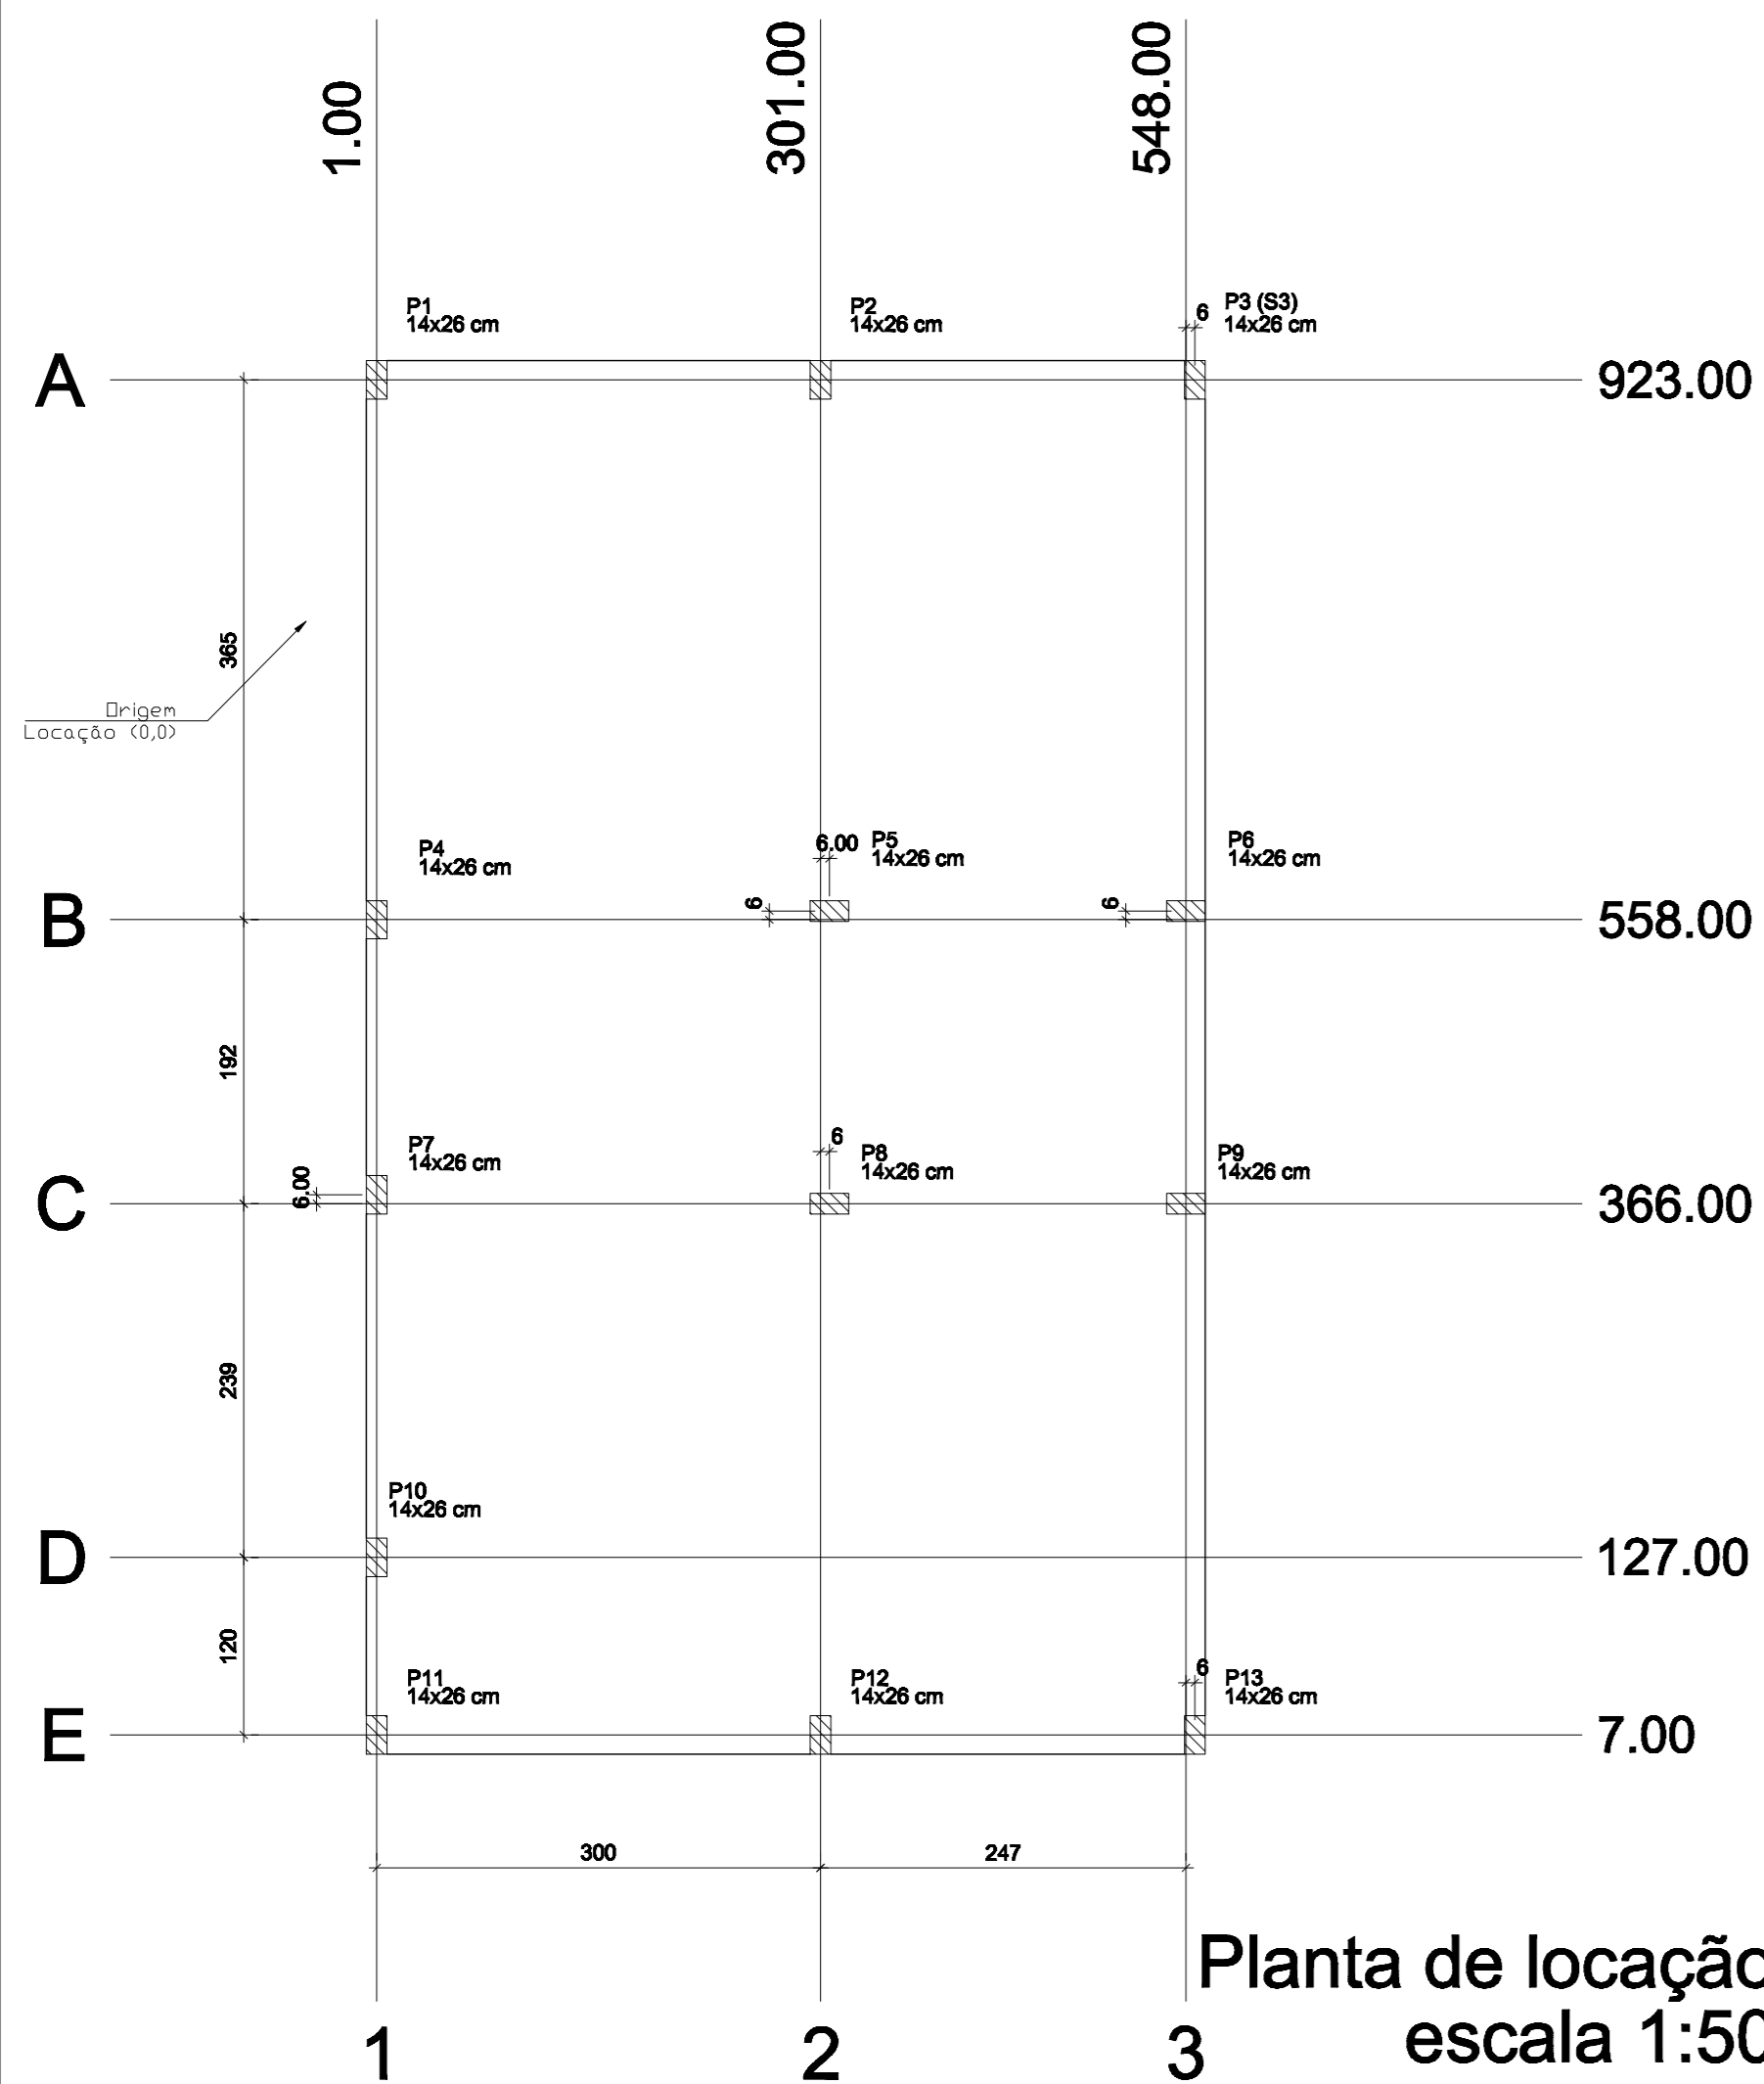 1.00
301.00
548.00
P1
14x26 cm
P2
14x26 cm
6
P3 (S3)
14x26 cm
A
923.00
365
Origem
Locação (0,0)
P4
14x26 cm
6.00
P5
14x26 cm
P6
14x26 cm
6
6
B
558.00
192
P7
14x26 cm
6
P8
14x26 cm
P9
14x26 cm
6.00
C
366.00
239
P10
14x26 cm
D
127.00
120
P11
14x26 cm
P12
14x26 cm
6
P13
14x26 cm
E
7.00
300
247
Planta de locação
escala 1:50
1
2
3